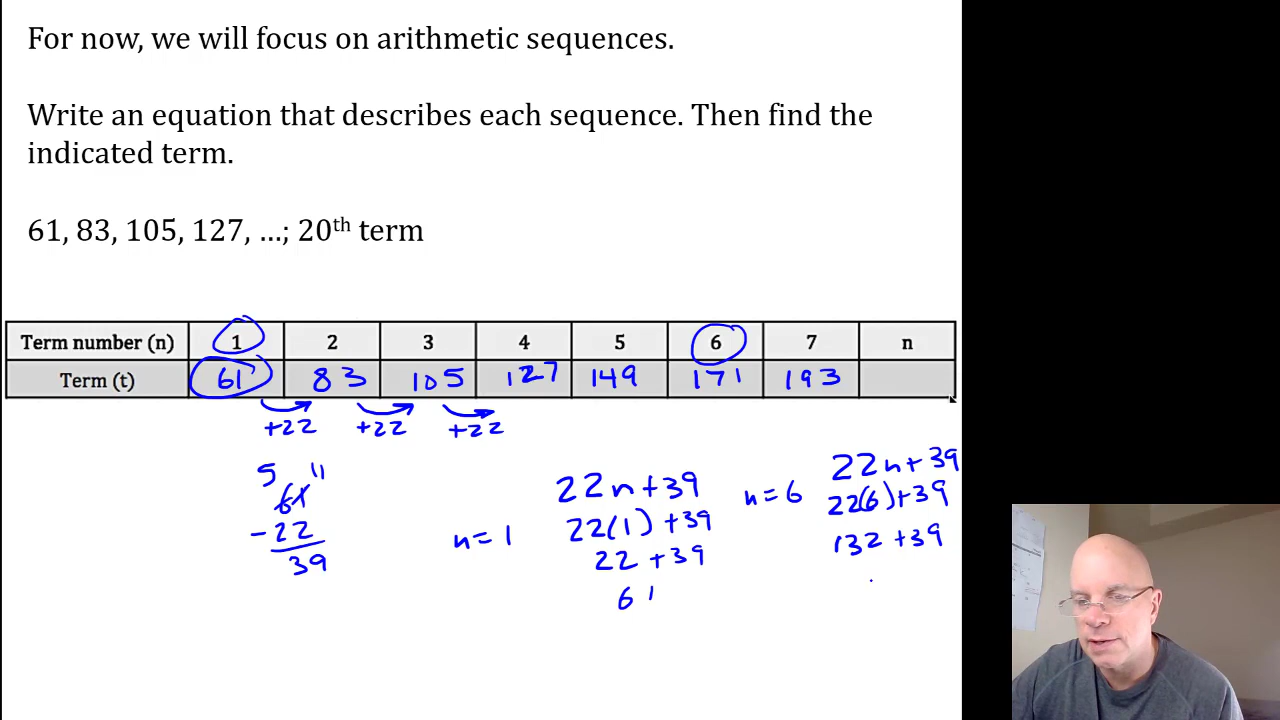 For now, we will focus on arithmetic sequences.
Write an equation that describes each sequence. Then find the
indicated term.
61, 83, 105, 127, ...; 20th term
Term number (n) 1 2 3 4 5 6 7 n
Term (t) 61 83 105 127 149 171 193
+22 +22 +22
5 11
61
-22
39
n = 1
22n+39
22(1) +39
22 +39
61
n = 6
22n+39
22(6)+39
132 +39